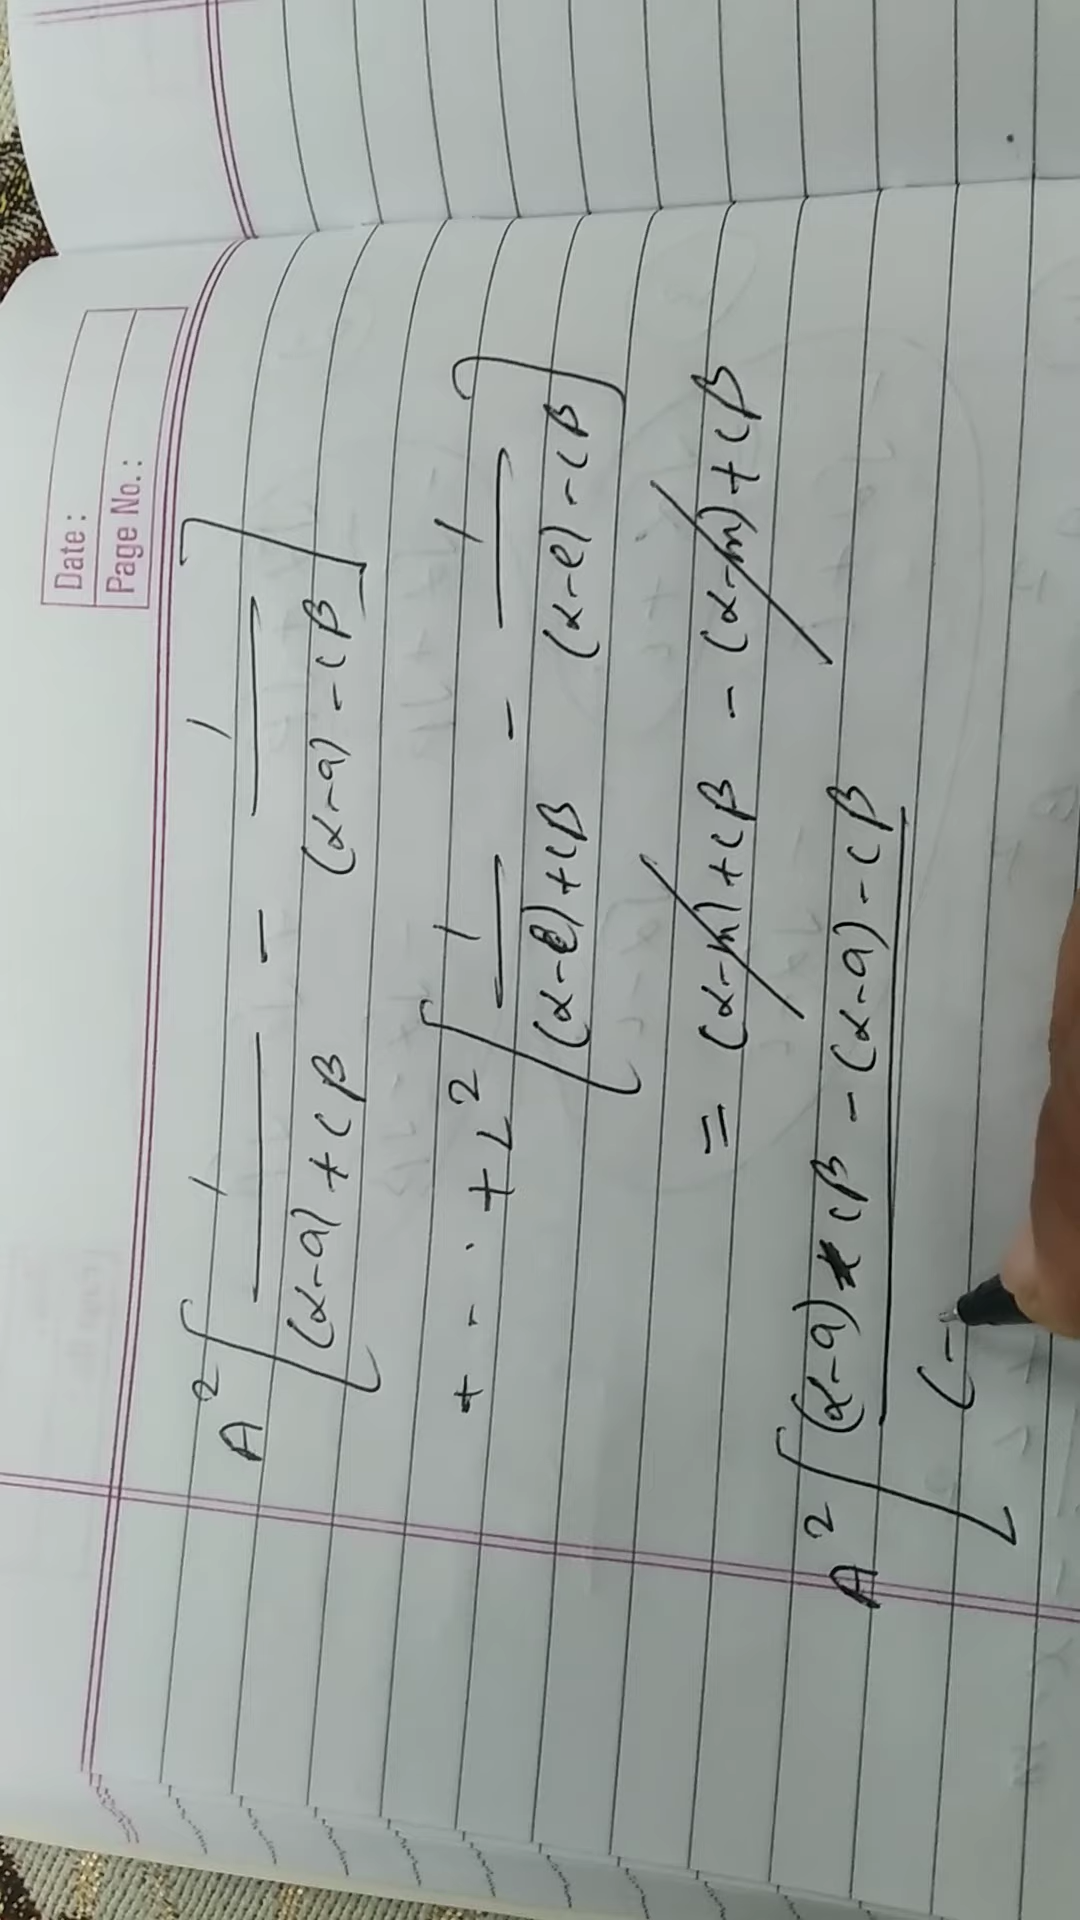 Date :
Page No. :
A² [ 1/((α-a)+iβ) - 1/((α-a)-iβ) ]
+ - . . + L² [ 1/((α-l)+iβ) - 1/((α-l)-iβ) ]
= (α-m)+iβ - (α-m)+iβ
A² [ (α-a)+iβ - (α-a)-iβ
(-